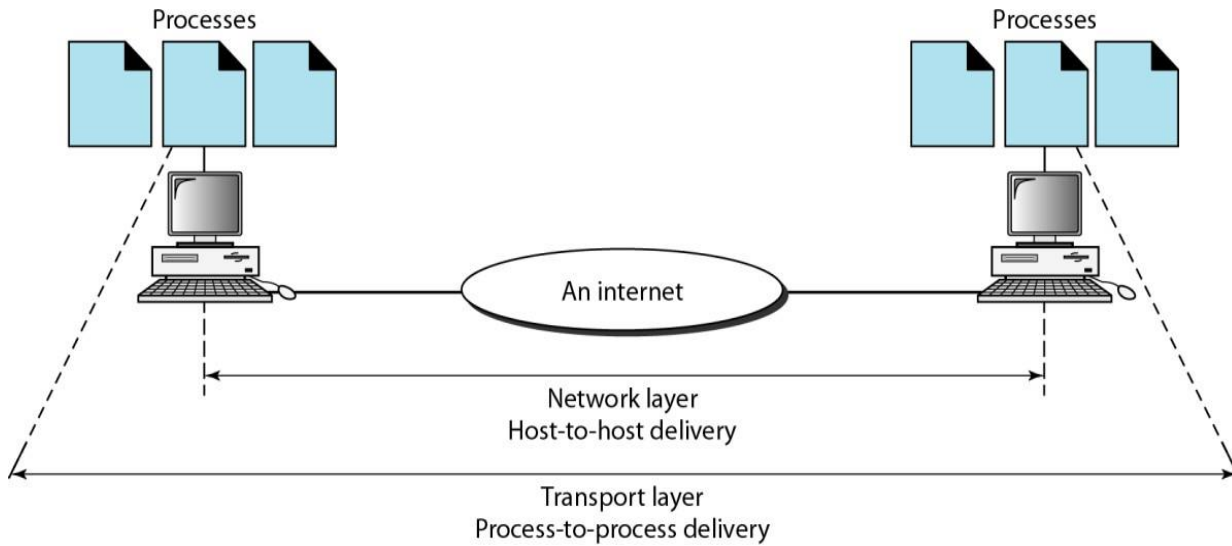 Processes
Processes
An internet
Network layer
Host-to-host delivery
Transport layer
Process-to-process delivery